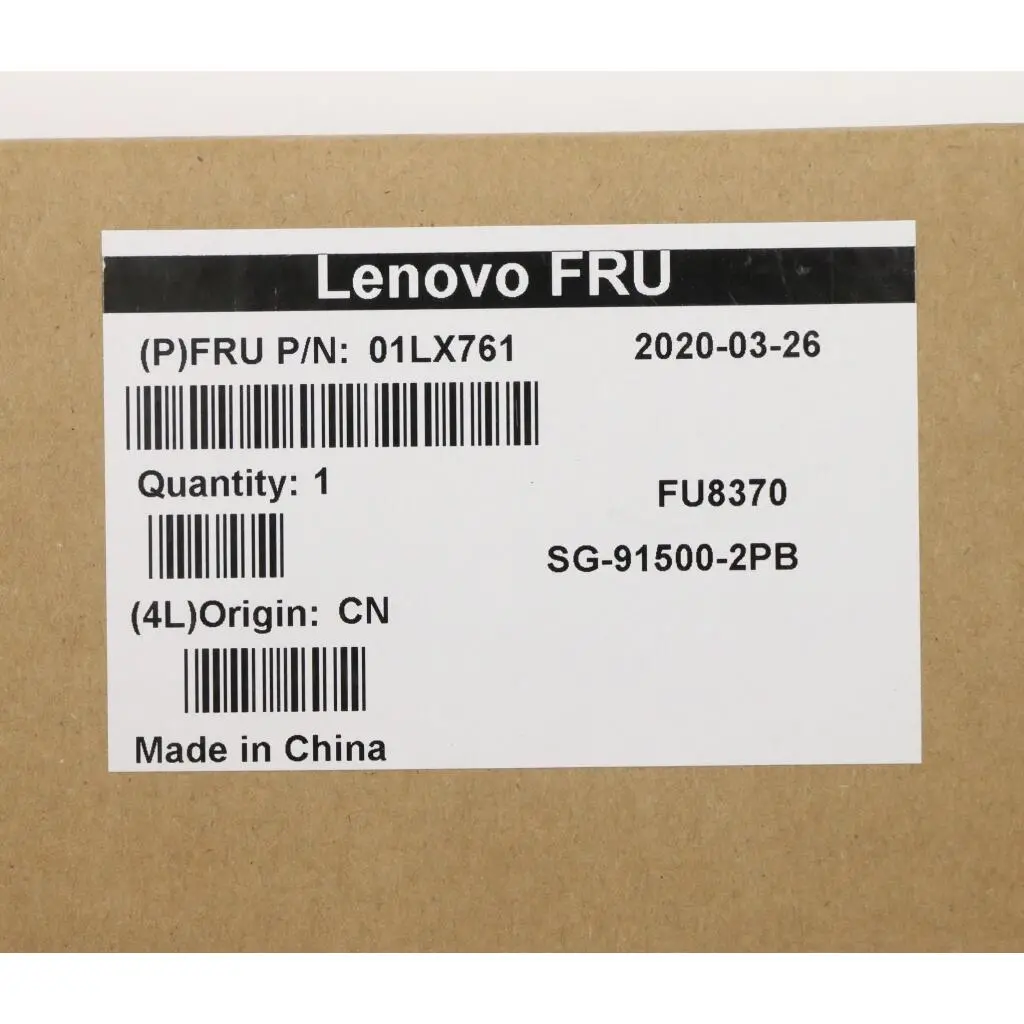 Lenovo FRU
(P)FRU P/N: 01LX761 2020-03-26
Quantity: 1 FU8370
SG-91500-2PB
(4L)Origin: CN
Made in China